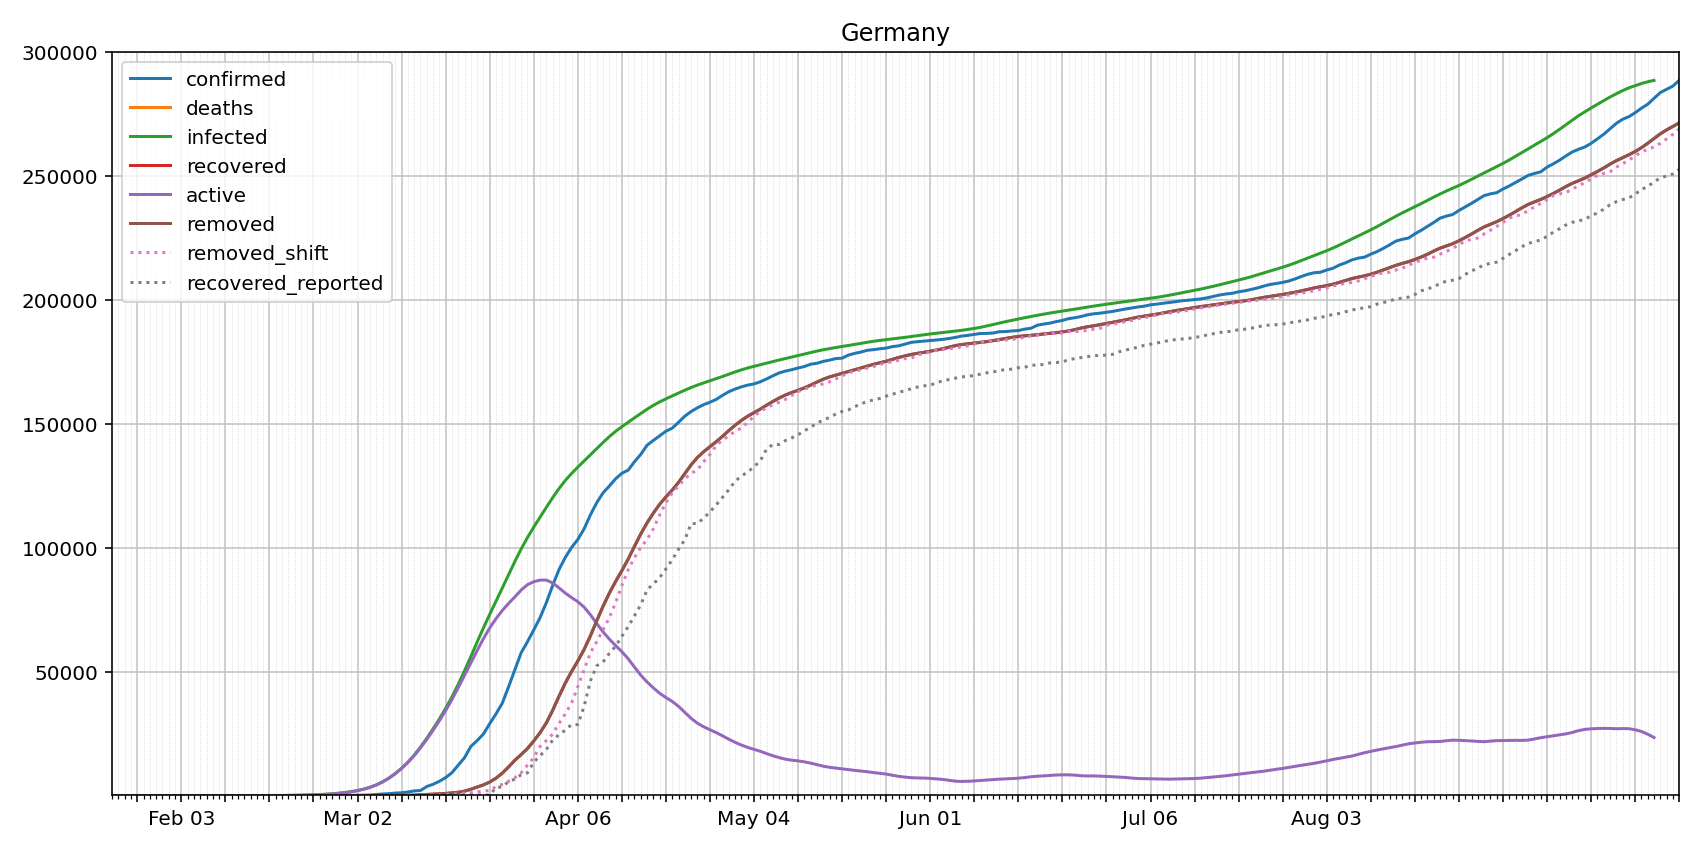 Germany
300000
250000
200000
150000
100000
50000
confirmed
deaths
infected
recovered
active
removed
removed_shift
recovered_reported
Feb 03
Mar 02
Apr 06
May 04
Jun 01
Jul 06
Aug 03